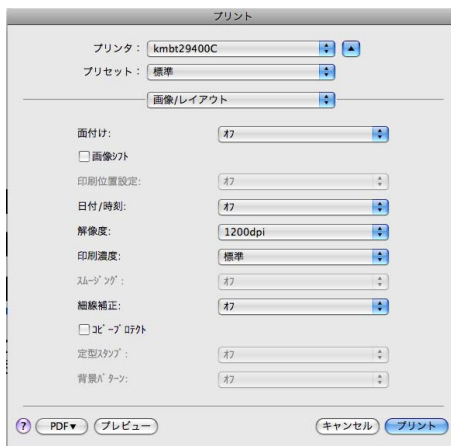 プリント
プリンタ： kmbt29400C
プリセット： 標準
画像/レイアウト
面付け： ｵﾌ
画像ｼﾌﾄ
印刷位置設定： ｵﾌ
日付/時刻： ｵﾌ
解像度： 1200dpi
印刷濃度： 標準
ｽﾑｰｼﾞﾝｸﾞ： ｵﾌ
細線補正： ｵﾌ
ｺﾋﾟｰﾌﾟﾛﾃｸﾄ
定型ｽﾀﾝﾌﾟ： ｵﾌ
背景ﾊﾟﾀｰﾝ： ｵﾌ
? PDF▼ プレビュー キャンセル プリント